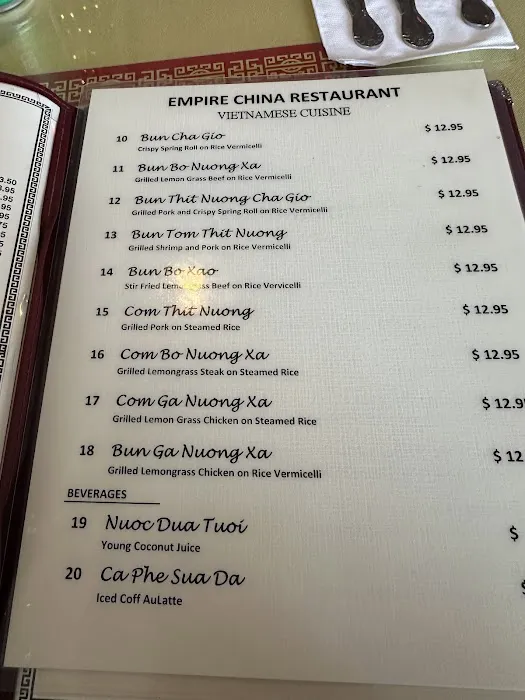 EMPIRE CHINA RESTAURANT
VIETNAMESE CUISINE
10 Bun Cha Gio $ 12.95
Crispy Spring Roll on Rice Vermicelli
11 Bun Bo Nuong Xa $ 12.95
Grilled Lemon Grass Beef on Rice Vermicelli
12 Bun Thit Nuong Cha Gio $ 12.95
Grilled Pork and Crispy Spring Roll on Rice Vermicelli
13 Bun Tom Thit Nuong $ 12.95
Grilled Shrimp and Pork on Rice Vermicelli
14 Bun Bo Xao $ 12.95
Stir Fried Lemongrass Beef on Rice Vervicelli
15 Com Thit Nuong $ 12.95
Grilled Pork on Steamed Rice
16 Com Bo Nuong Xa $ 12.95
Grilled Lemongrass Steak on Steamed Rice
17 Com Ga Nuong Xa $ 12.9
Grilled Lemon Grass Chicken on Steamed Rice
18 Bun Ga Nuong Xa $ 12
Grilled Lemongrass Chicken on Rice Vermicelli
BEVERAGES
19 Nuoc Dua Tuoi $
Young Coconut Juice
20 Ca Phe Sua Da $
Iced Coff AuLatte